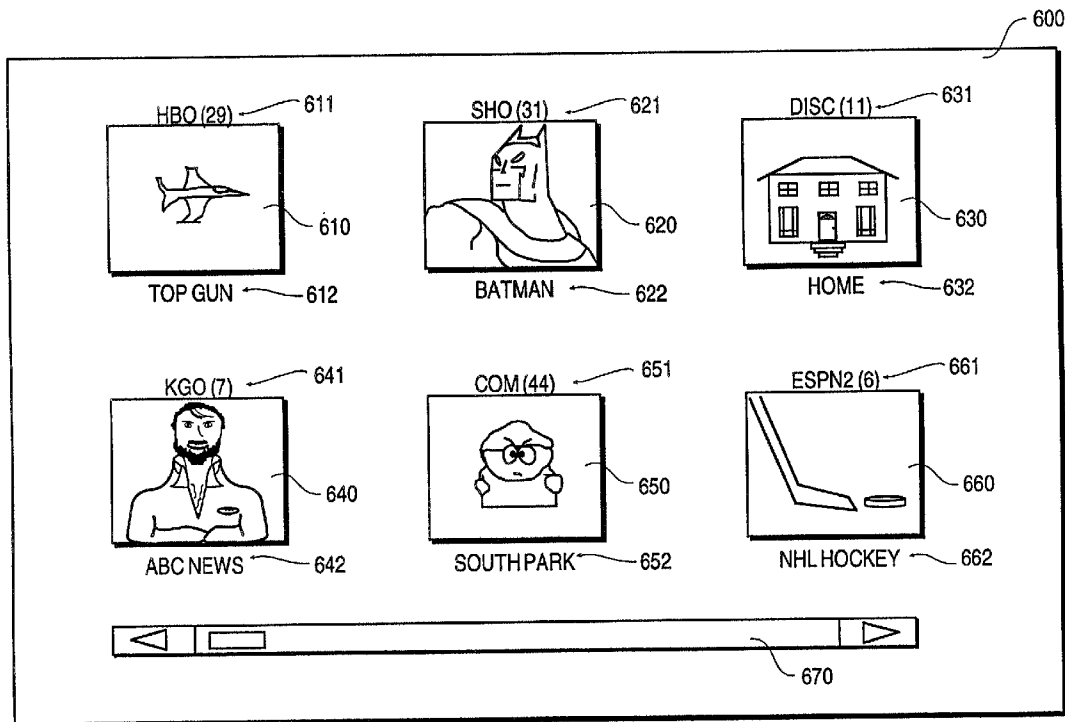 600
HBO (29) 611
SHO (31) 621
DISC (11) 631
610
620
630
TOP GUN 612
BATMAN 622
HOME 632
KGO (7) 641
COM (44) 651
ESPN2 (6) 661
640
650
660
ABC NEWS 642
SOUTH PARK 652
NHL HOCKEY 662
670